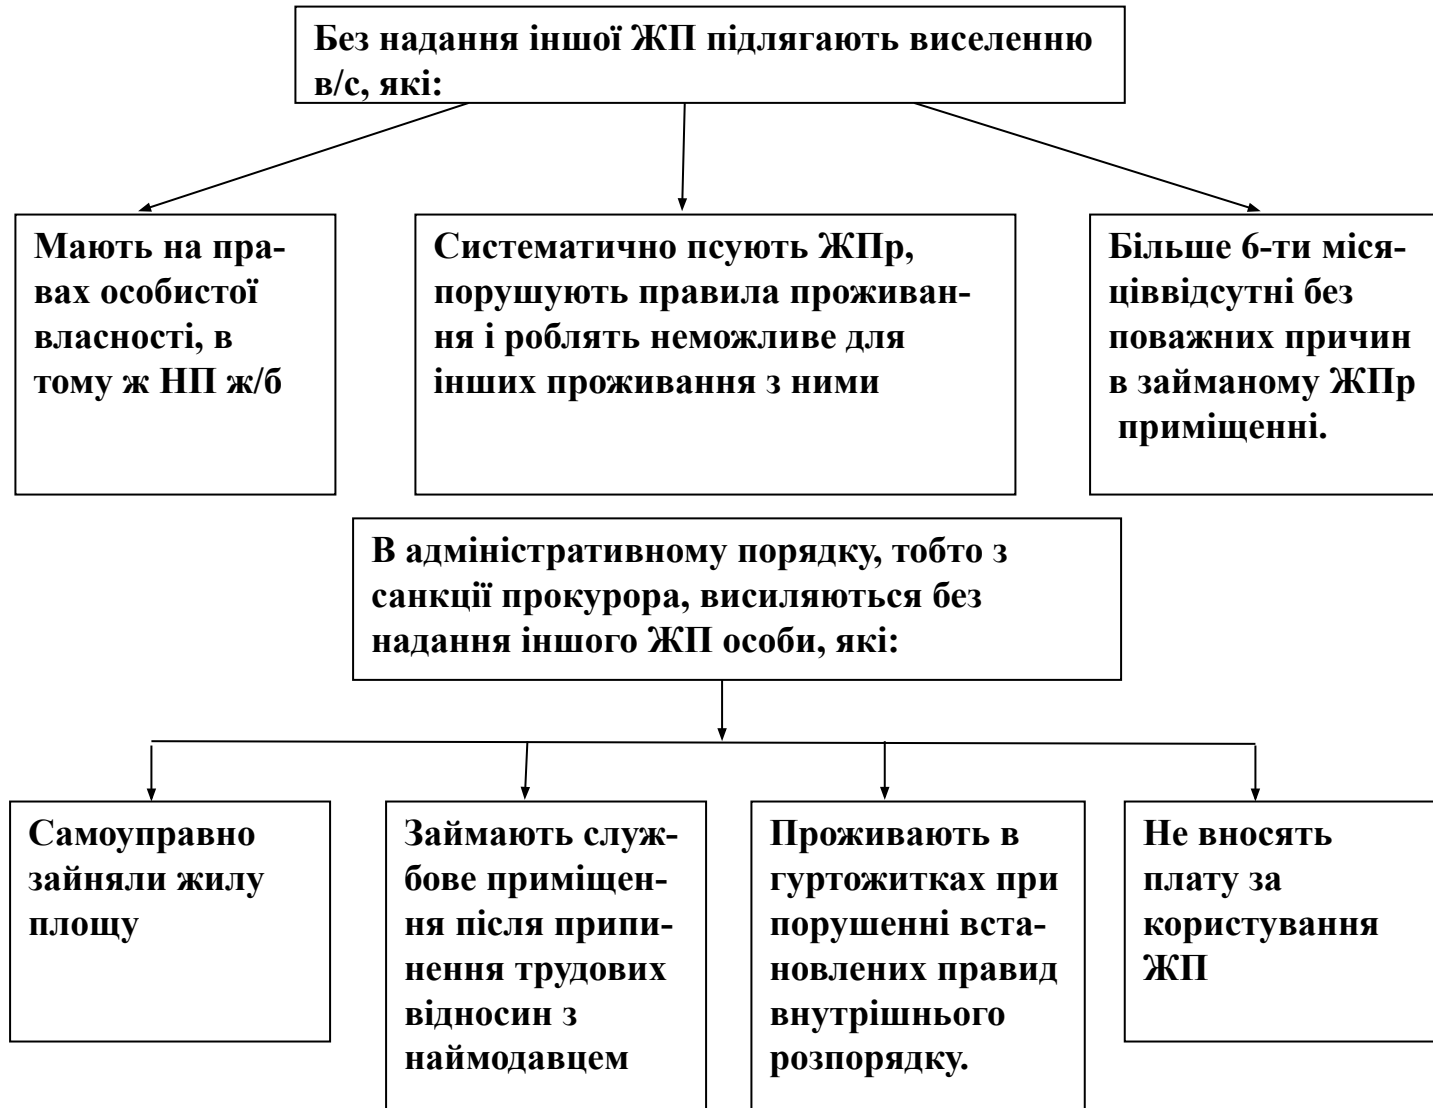 Без надання іншої ЖП підлягають виселенню
в/с, які:
Мають на пра-
вах особистої
власності, в
тому ж НП ж/б
Систематично псують ЖПр,
порушують правила проживан-
ня і роблять неможливе для
інших проживання з ними
Більше 6-ти міся-
ціввідсутні без
поважних причин
в займаному ЖПр
приміщенні.
В адміністративному порядку, тобто з
санкції прокурора, висиляються без
надання іншого ЖП особи, які:
Самоуправно
зайняли жилу
площу
Займають служ-
бове приміщен-
ня після припи-
нення трудових
відносин з
наймодавцем
Проживають в
гуртожитках при
порушенні вста-
новлених правид
внутрішнього
розпорядку.
Не вносять
плату за
користування
ЖП